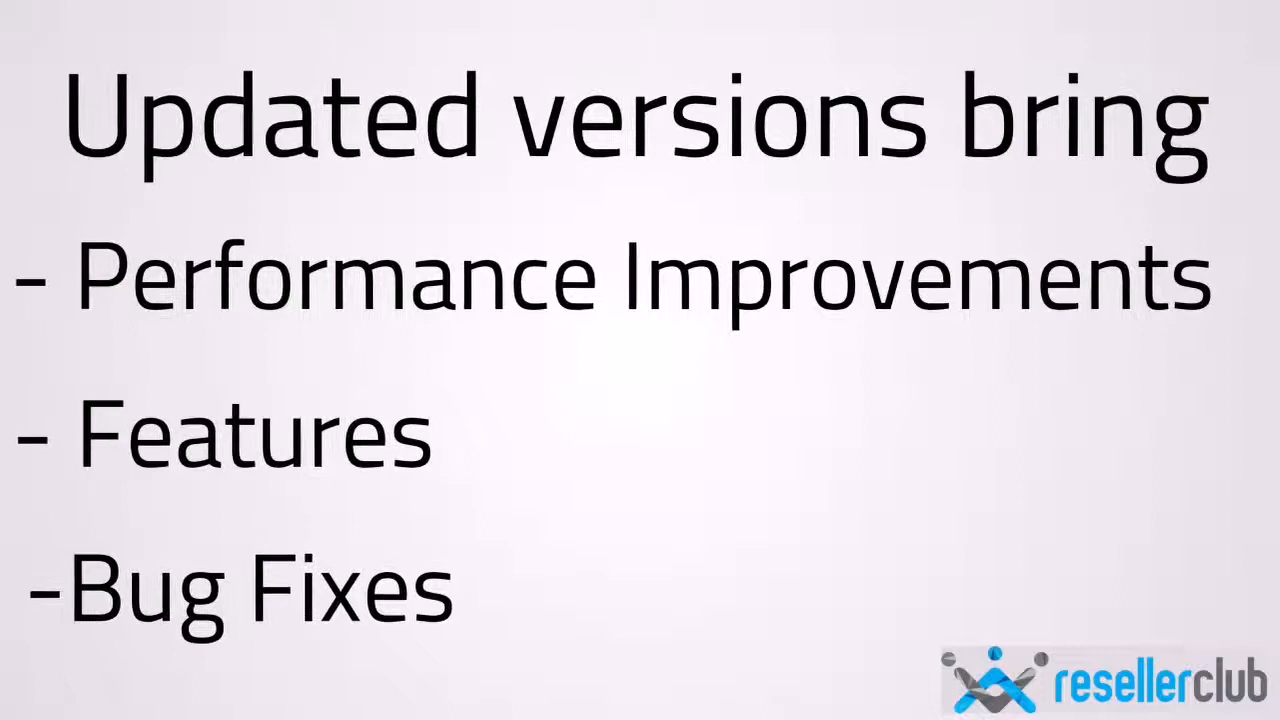 Updated versions bring
- Performance Improvements
- Features
-Bug Fixes
resellerclub